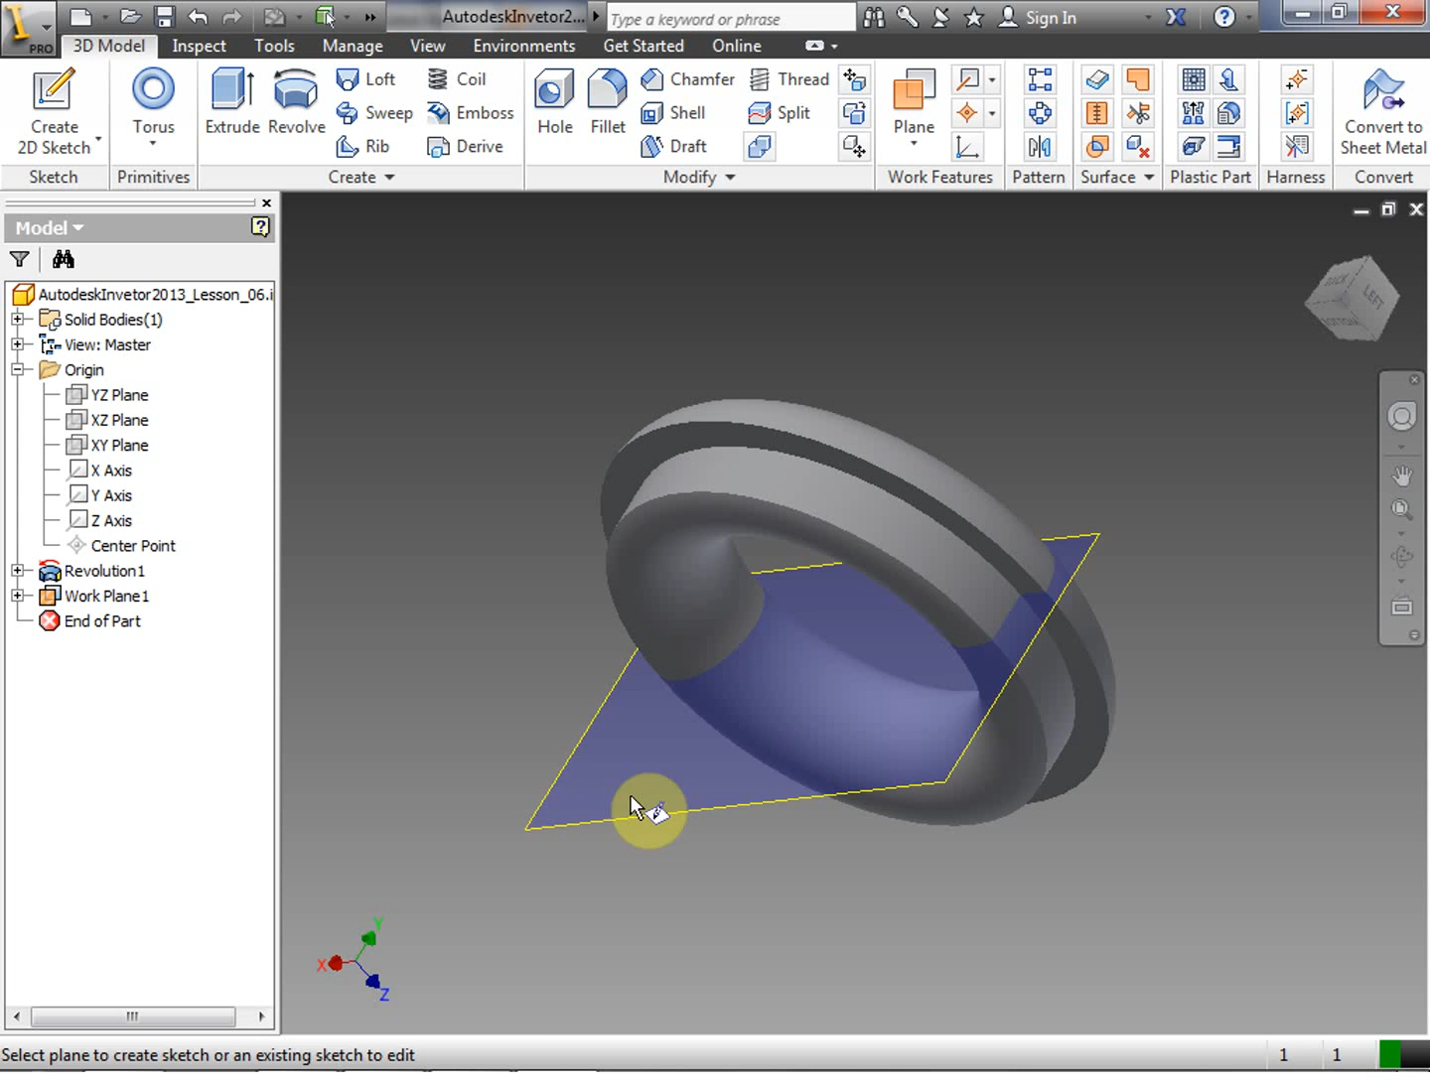 PRO
AutodeskInvetor2...
Type a keyword or phrase
Sign In
3D Model
Inspect
Tools
Manage
View
Environments
Get Started
Online
Create
2D Sketch
Torus
Extrude
Revolve
Loft
Coil
Sweep
Emboss
Rib
Derive
Hole
Fillet
Chamfer
Thread
Shell
Split
Draft
Plane
Convert to
Sheet Metal
Sketch
Primitives
Create
Modify
Work Features
Pattern
Surface
Plastic Part
Harness
Convert
Model
AutodeskInvetor2013_Lesson_06.i
Solid Bodies(1)
View: Master
Origin
YZ Plane
XZ Plane
XY Plane
X Axis
Y Axis
Z Axis
Center Point
Revolution1
Work Plane1
End of Part
BACK
LEFT
Y
X
Z
Select plane to create sketch or an existing sketch to edit
1
1